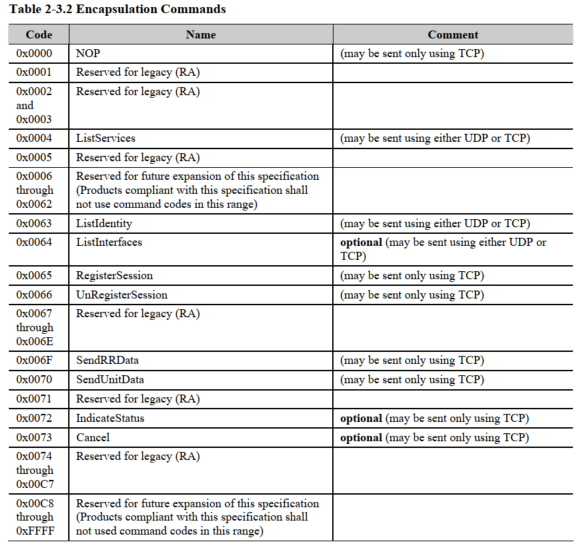 Table 2-3.2 Encapsulation Commands
Code Name Comment
0x0000 NOP (may be sent only using TCP)
0x0001 Reserved for legacy (RA)
0x0002 Reserved for legacy (RA)
and
0x0003
0x0004 ListServices (may be sent using either UDP or TCP)
0x0005 Reserved for legacy (RA)
0x0006 Reserved for future expansion of this specification
through (Products compliant with this specification shall
0x0062 not use command codes in this range)
0x0063 ListIdentity (may be sent using either UDP or TCP)
0x0064 ListInterfaces optional (may be sent using either UDP or
TCP)
0x0065 RegisterSession (may be sent only using TCP)
0x0066 UnRegisterSession (may be sent only using TCP)
0x0067 Reserved for legacy (RA)
through
0x006E
0x006F SendRRData (may be sent only using TCP)
0x0070 SendUnitData (may be sent only using TCP)
0x0071 Reserved for legacy (RA)
0x0072 IndicateStatus optional (may be sent only using TCP)
0x0073 Cancel optional (may be sent only using TCP)
0x0074 Reserved for legacy (RA)
through
0x00C7
0x00C8 Reserved for future expansion of this specification
through (Products compliant with this specification shall
0xFFFF not used command codes in this range)